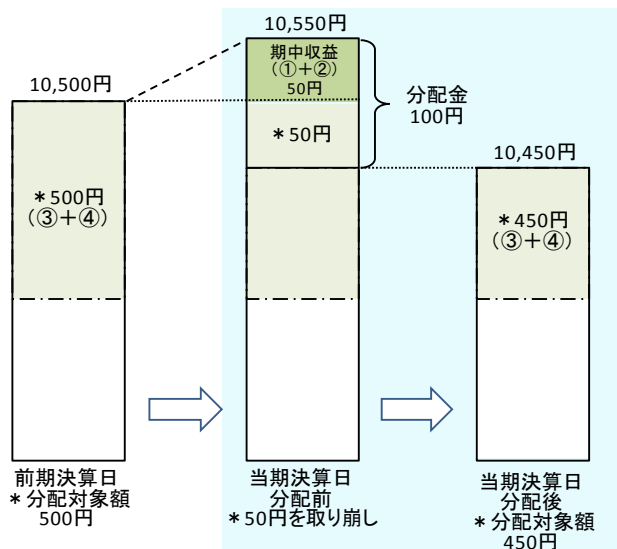 10,500円
＊500円
(③＋④)
前期決算日
＊分配対象額
500円
10,550円
期中収益
(①＋②)
50円
＊50円
分配金
100円
当期決算日
分配前
＊50円を取り崩し
10,450円
＊450円
(③＋④)
当期決算日
分配後
＊分配対象額
450円